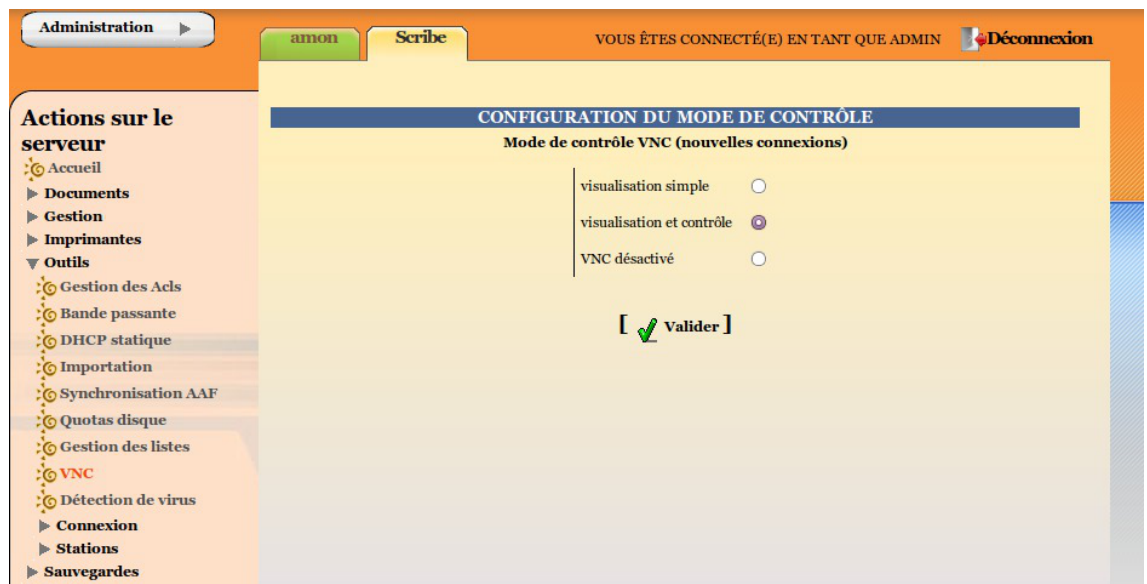 Administration
amon
Scribe
VOUS ÊTES CONNECTÉ(E) EN TANT QUE ADMIN
Déconnexion
Actions sur le
serveur
Accueil
Documents
Gestion
Imprimantes
Outils
Gestion des Acls
Bande passante
DHCP statique
Importation
Synchronisation AAF
Quotas disque
Gestion des listes
VNC
Détection de virus
Connexion
Stations
Sauvegardes
CONFIGURATION DU MODE DE CONTRÔLE
Mode de contrôle VNC (nouvelles connexions)
visualisation simple
visualisation et contrôle
VNC désactivé
[ Valider ]